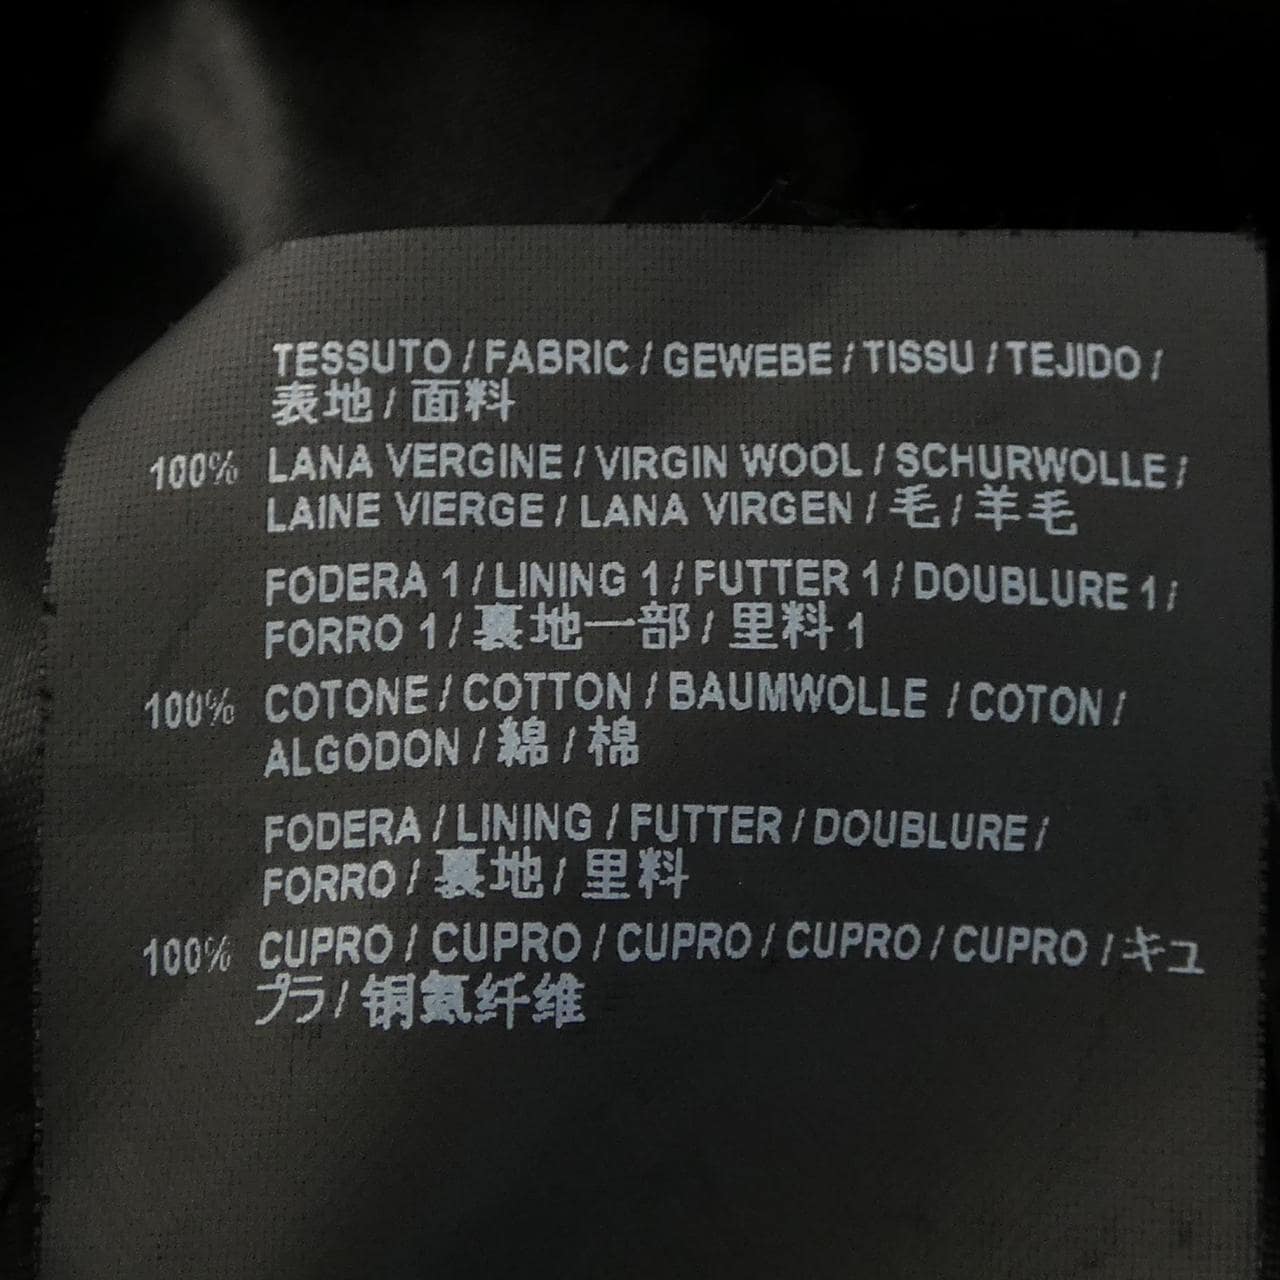 TESSUTO / FABRIC / GEWEBE / TISSU / TEJIDO /
表地 / 面料
100% LANA VERGINE / VIRGIN WOOL / SCHURWOLLE /
LAINE VIERGE / LANA VIRGEN / 毛 / 羊毛
FODERA 1 / LINING 1 / FUTTER 1 / DOUBLURE 1 /
FORRO 1 / 裏地一部 / 里料 1
100% COTONE / COTTON / BAUMWOLLE / COTON /
ALGODON / 綿 / 棉
FODERA / LINING / FUTTER / DOUBLURE /
FORRO / 裏地 / 里料
100% CUPRO / CUPRO / CUPRO / CUPRO / CUPRO / キュ
プラ / 铜氨纤维